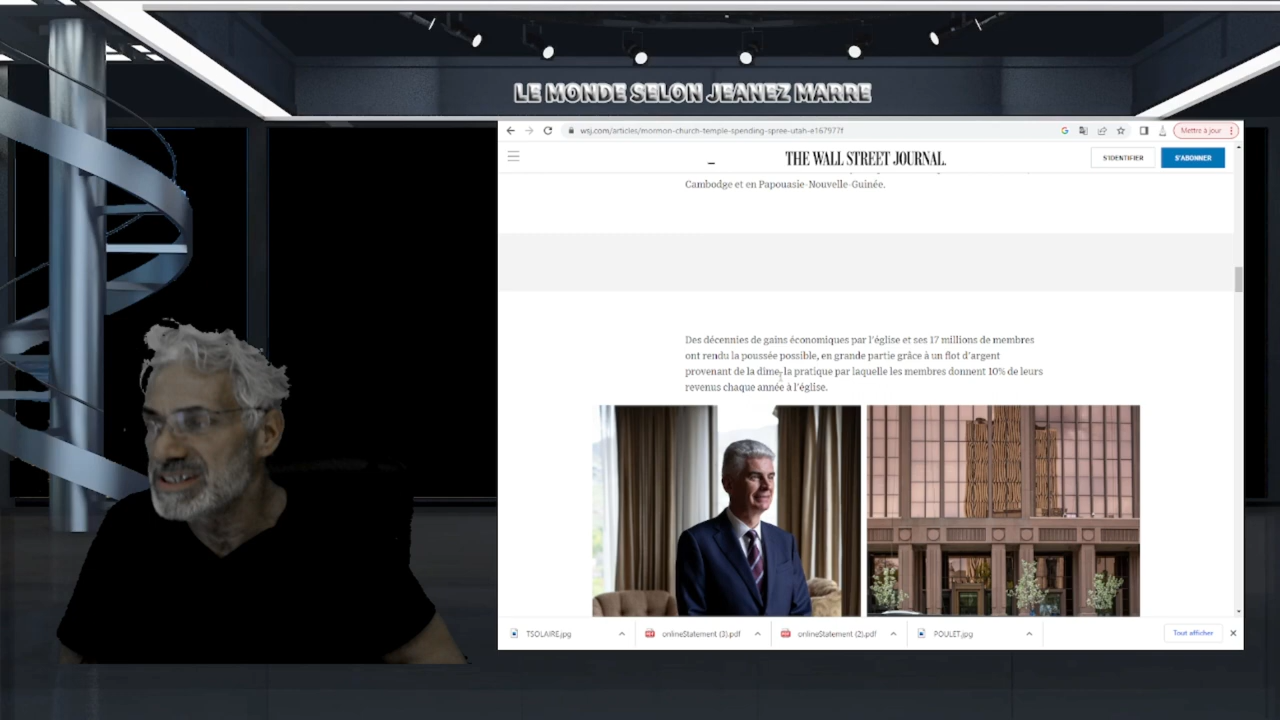 LE MONDE SELON JEANEZ MARRE
wsj.com/articles/mormon-church-temple-spending-spree-utah-e167977f
Mettre à jour
THE WALL STREET JOURNAL.
S'IDENTIFIER
S'ABONNER
Cambodge et en Papouasie-Nouvelle-Guinée.
Des décennies de gains économiques par l'église et ses 17 millions de membres
ont rendu la poussée possible, en grande partie grâce à un flot d'argent
provenant de la dîme, la pratique par laquelle les membres donnent 10% de leurs
revenus chaque année à l'église.
TSOLAIRE.jpg
onlineStatement (3).pdf
onlineStatement (2).pdf
POULET.jpg
Tout afficher